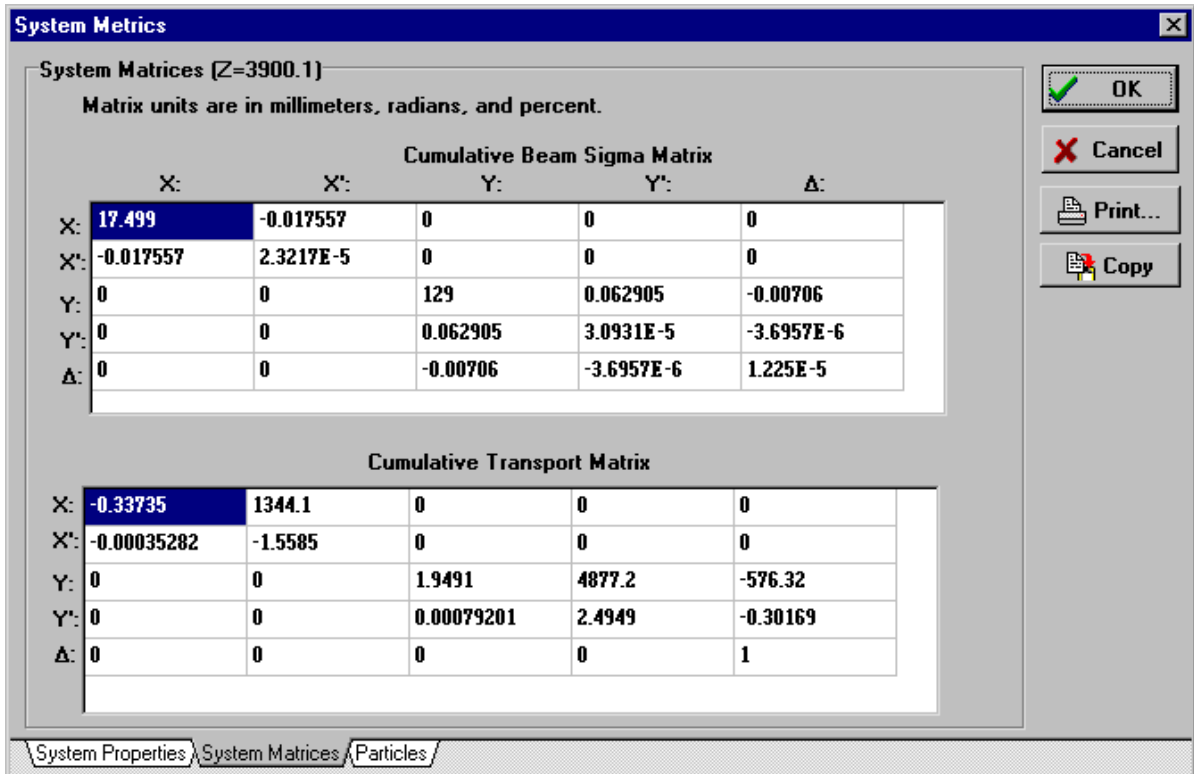 System Metrics
System Matrices (Z=3900.1)
OK
Matrix units are in millimeters, radians, and percent.
Cancel
Cumulative Beam Sigma Matrix
X: X': Y: Y': Δ:
Print...
X: 17.499 -0.017557 0 0 0
X': -0.017557 2.3217E-5 0 0 0
Copy
Y: 0 0 129 0.062905 -0.00706
Y': 0 0 0.062905 3.0931E-5 -3.6957E-6
Δ: 0 0 -0.00706 -3.6957E-6 1.225E-5
Cumulative Transport Matrix
X: -0.33735 1344.1 0 0 0
X': -0.00035282 -1.5585 0 0 0
Y: 0 0 1.9491 4877.2 -576.32
Y': 0 0 0.00079201 2.4949 -0.30169
Δ: 0 0 0 0 1
System Properties System Matrices Particles